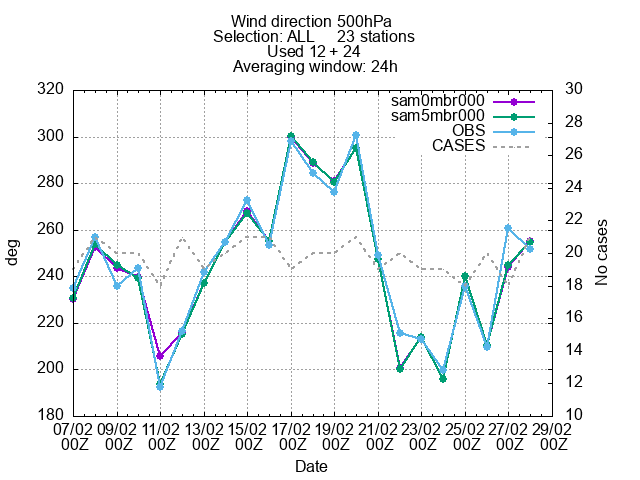 Wind direction 500hPa
Selection: ALL 23 stations
Used 12 + 24
Averaging window: 24h
sam0mbr000
sam5mbr000
OBS
CASES
320
300
280
260
240
220
200
180
deg
30
28
26
24
22
20
18
16
14
12
10
No cases
07/02 09/02 11/02 13/02 15/02 17/02 19/02 21/02 23/02 25/02 27/02 29/02
00Z 00Z 00Z 00Z 00Z 00Z 00Z 00Z 00Z 00Z 00Z 00Z
Date